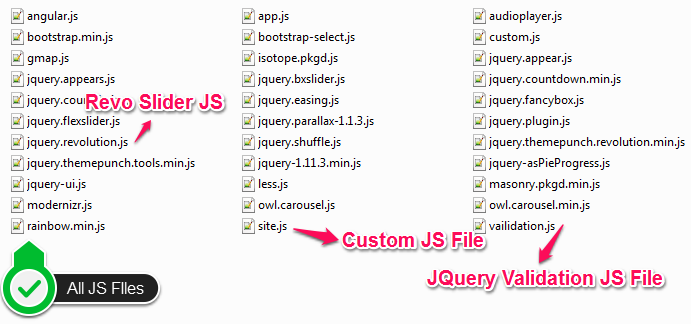 angular.js app.js audioplayer.js
bootstrap.min.js bootstrap-select.js custom.js
gmap.js isotope.pkgd.js jquery.appear.js
jquery.appears.js jquery.bxslider.js jquery.countdown.min.js
jquery.cou Revo Slider JS jquery.easing.js jquery.fancybox.js
jquery.flexslider.js jquery.parallax-1.1.3.js jquery.plugin.js
jquery.revolution.js jquery.shuffle.js jquery.themepunch.revolution.min.js
jquery.themepunch.tools.min.js jquery-1.11.3.min.js jquery-asPieProgress.js
jquery-ui.js less.js masonry.pkgd.min.js
modernizr.js owl.carousel.js owl.carousel.min.js
rainbow.min.js site.js vailidation.js
Custom JS File
JQuery Validation JS File
All JS FIles